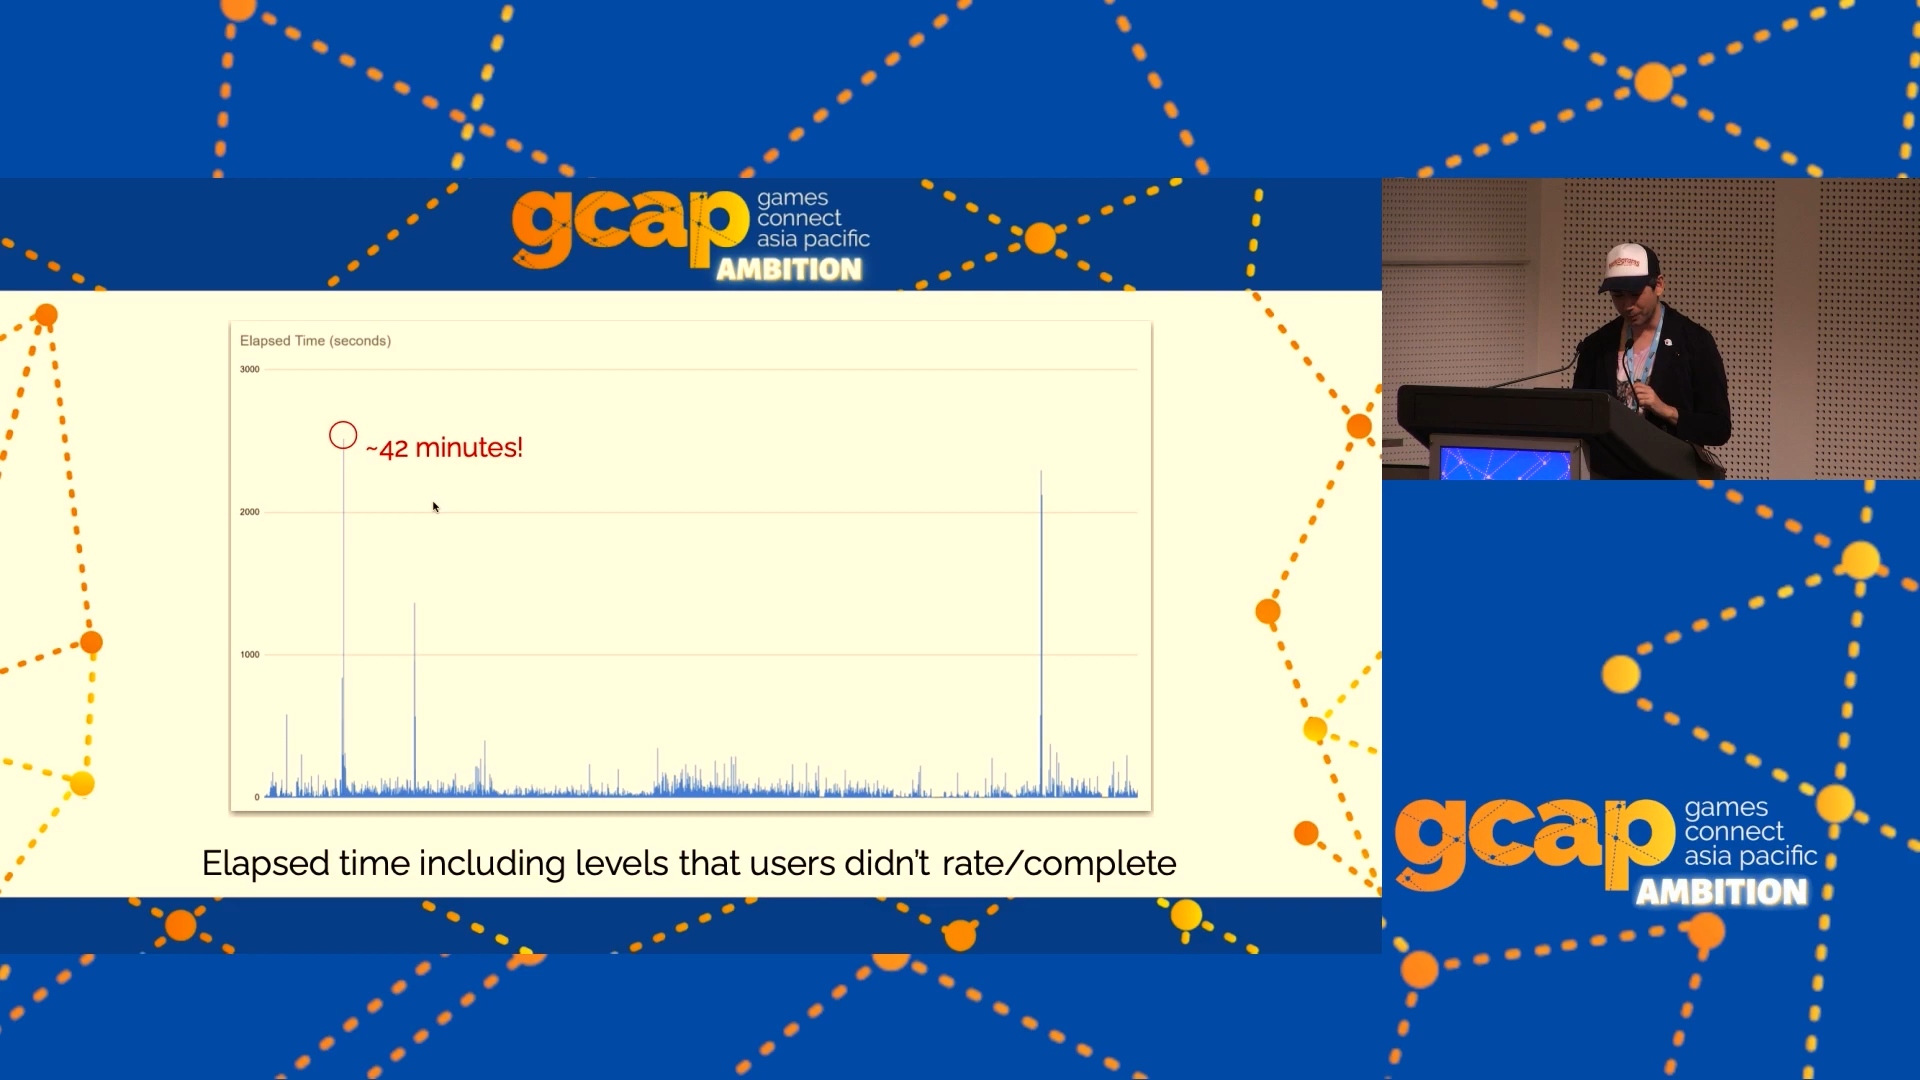 gcap
games
connect
asia pacific
AMBITION
Elapsed Time (seconds)
3000
~42 minutes!
2000
1000
0
Elapsed time including levels that users didn't rate/complete
gcap
games
connect
asia pacific
AMBITION